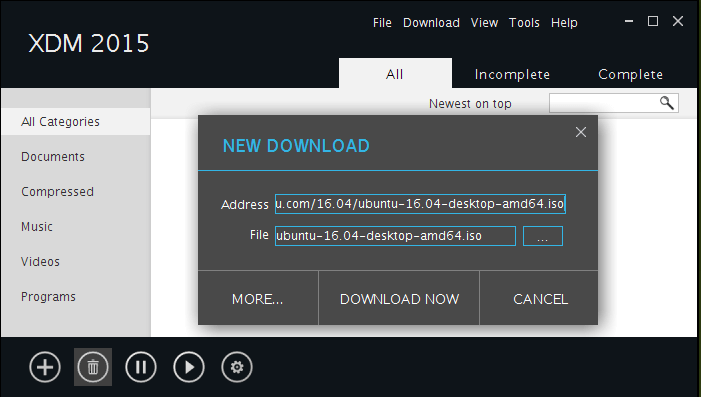 XDM 2015
File Download View Tools Help
All Incomplete Complete
Newest on top
All Categories
Documents
Compressed
Music
Videos
Programs
NEW DOWNLOAD
Address u.com/16.04/ubuntu-16.04-desktop-amd64.iso
File ubuntu-16.04-desktop-amd64.iso ...
MORE... DOWNLOAD NOW CANCEL